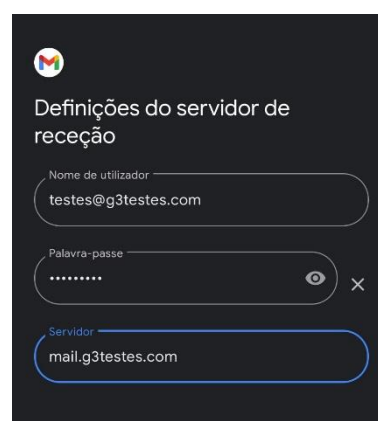 Definições do servidor de
receção
Nome de utilizador
testes@g3testes.com
Palavra-passe
•••••••••
Servidor
mail.g3testes.com